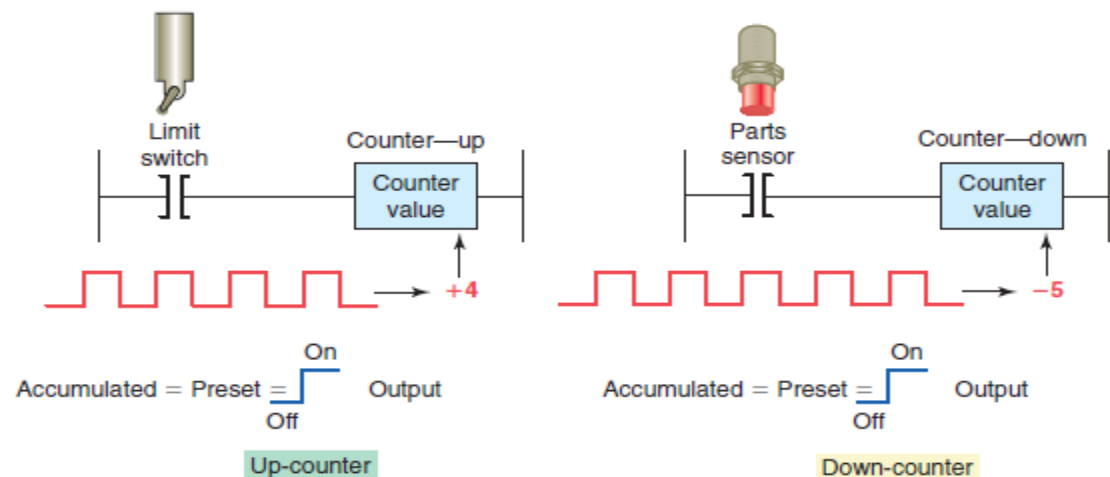 Limit
switch
Counter—up
Counter
value
+4
On
Accumulated = Preset =
Output
Off
Up-counter
Parts
sensor
Counter—down
Counter
value
−5
On
Accumulated = Preset =
Output
Off
Down-counter